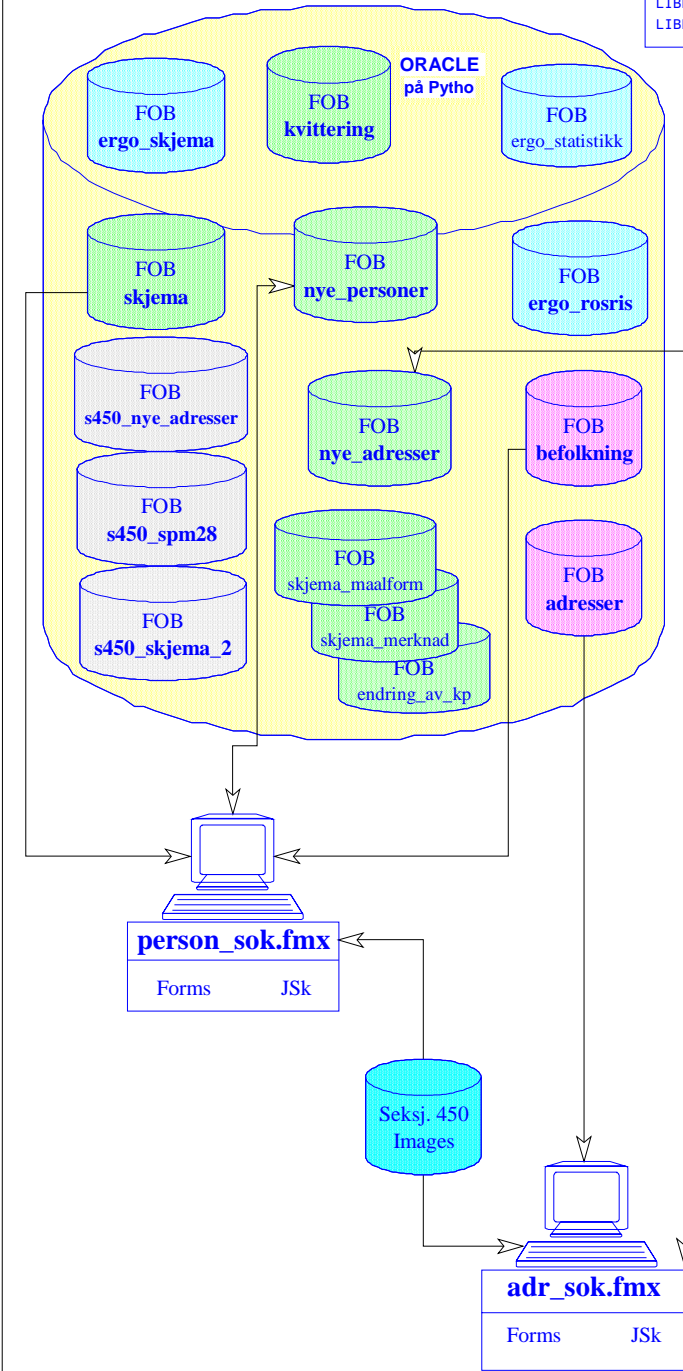 ORACLE
på Pytho
FOB
ergo_skjema
FOB
kvittering
FOB
ergo_statistikk
FOB
skjema
FOB
nye_personer
FOB
ergo_rosris
FOB
s450_nye_adresser
FOB
nye_adresser
FOB
befolkning
FOB
s450_spm28
FOB
skjema_maalform
FOB
adresser
FOB
s450_skjema_2
FOB
skjema_merknad
FOB
endring_av_kp
person_sok.fmx
Forms JSk
Seksj. 450
Images
adr_sok.fmx
Forms JSk